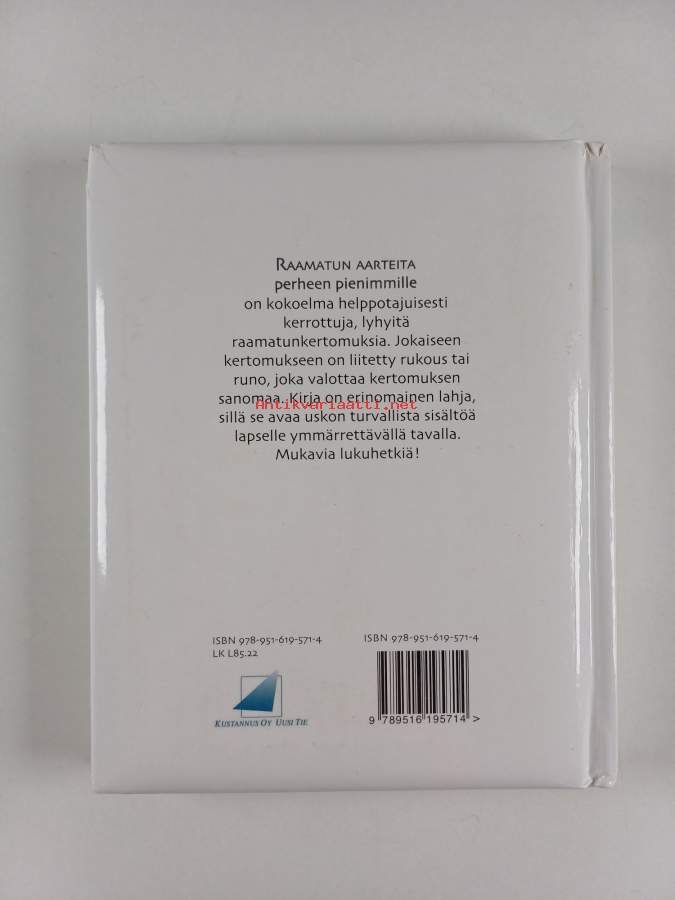 RAAMATUN AARTEITA
perheen pienimmille
on kokoelma helppotajuisesti
kerrottuja, lyhyitä
raamatunkertomuksia. Jokaiseen
kertomukseen on liitetty rukous tai
runo, joka valottaa kertomuksen
sanomaa. Kirja on erinomainen lahja,
Antikvariaatti.net
sillä se avaa uskon turvallista sisältöä
lapselle ymmärrettävällä tavalla.
Mukavia lukuhetkiä!
ISBN 978-951-619-571-4
LK L85.22
KUSTANNUS OY UUSI TIE
ISBN 978-951-619-571-4
9 789516 195714 >